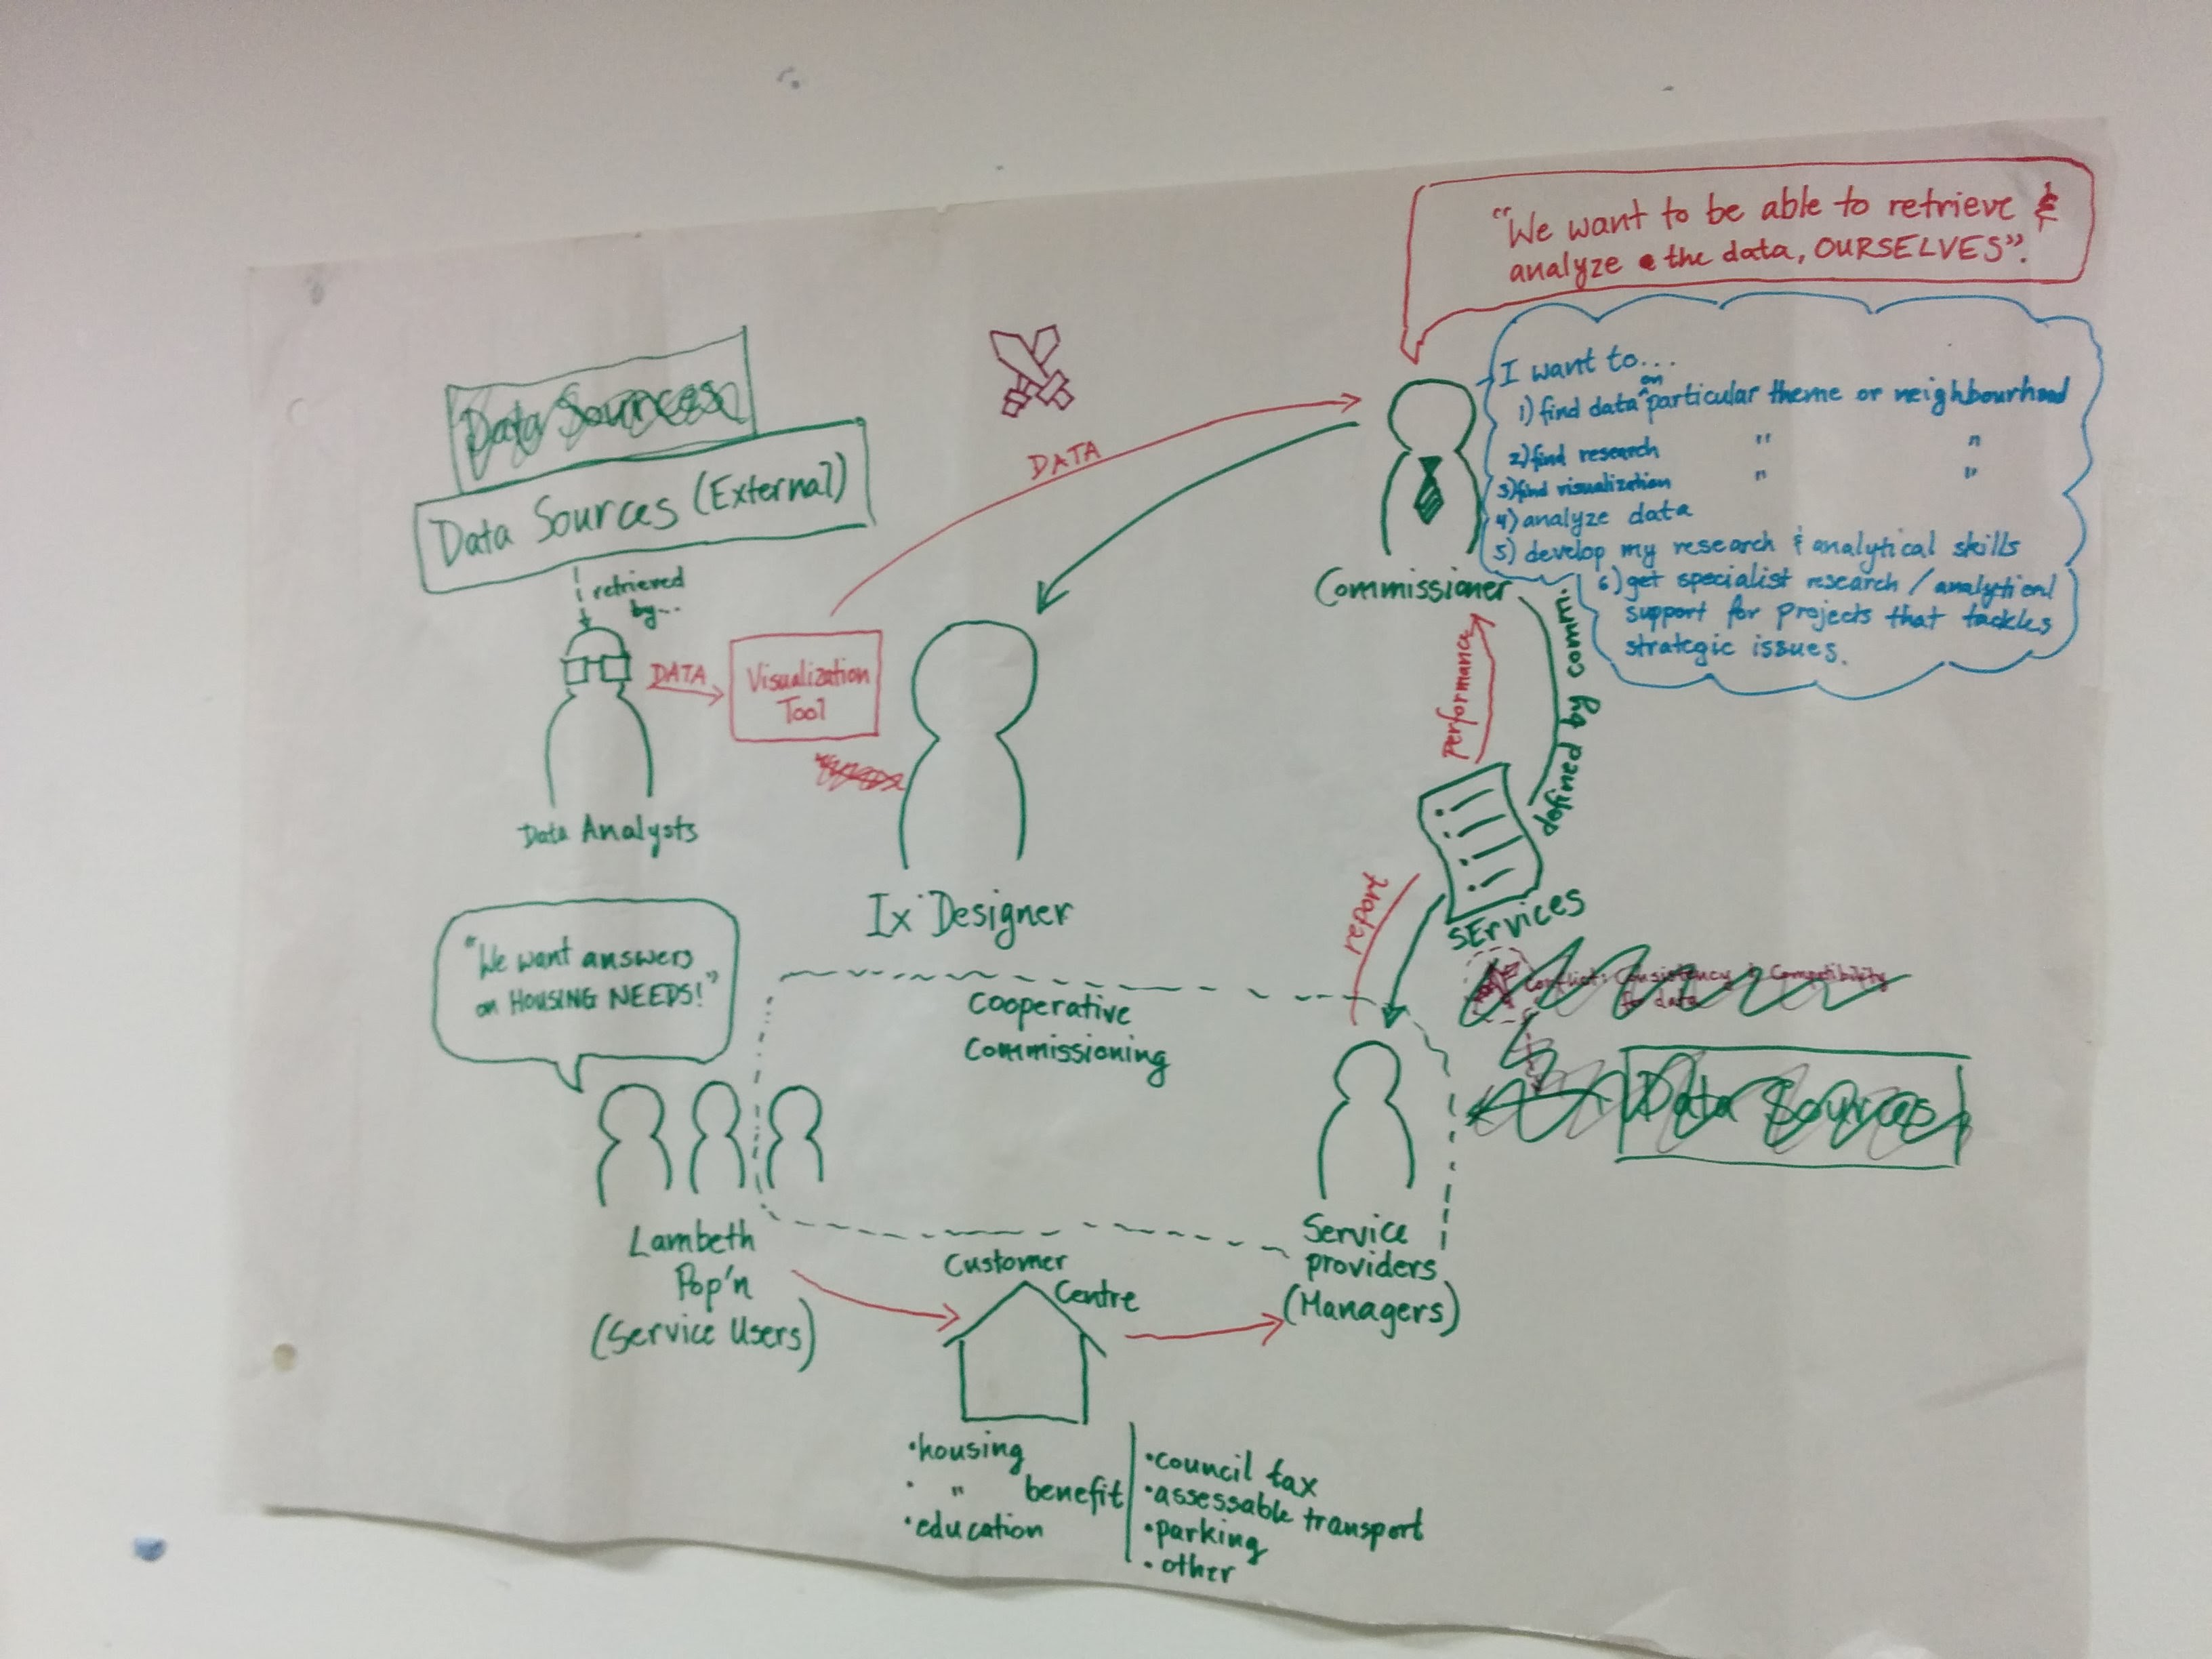 "We want to be able to retrieve &
analyze the data, OURSELVES".
I want to...
1) find data on particular theme or neighbourhood
2) find research " "
3) find visualization " "
4) analyze data
5) develop my research & analytical skills
6) get specialist research / analytical
support for projects that tackles
strategic issues.
Data Sources
Data Sources (External)
retrieved
by...
DATA
Visualization
Tool
DATA
Commissioner
Data Analysts
Ix Designer
Performance
defined by comm.
Services
report
Conflict: Consistency & Compatibility
for data
Data Sources
"We want answers
on HOUSING NEEDS!"
Cooperative
Commissioning
Lambeth
Pop'n
(Service Users)
Customer
Centre
Service
providers
(Managers)
•housing
• " benefit
•education
•council tax
•assessable transport
•parking
•other